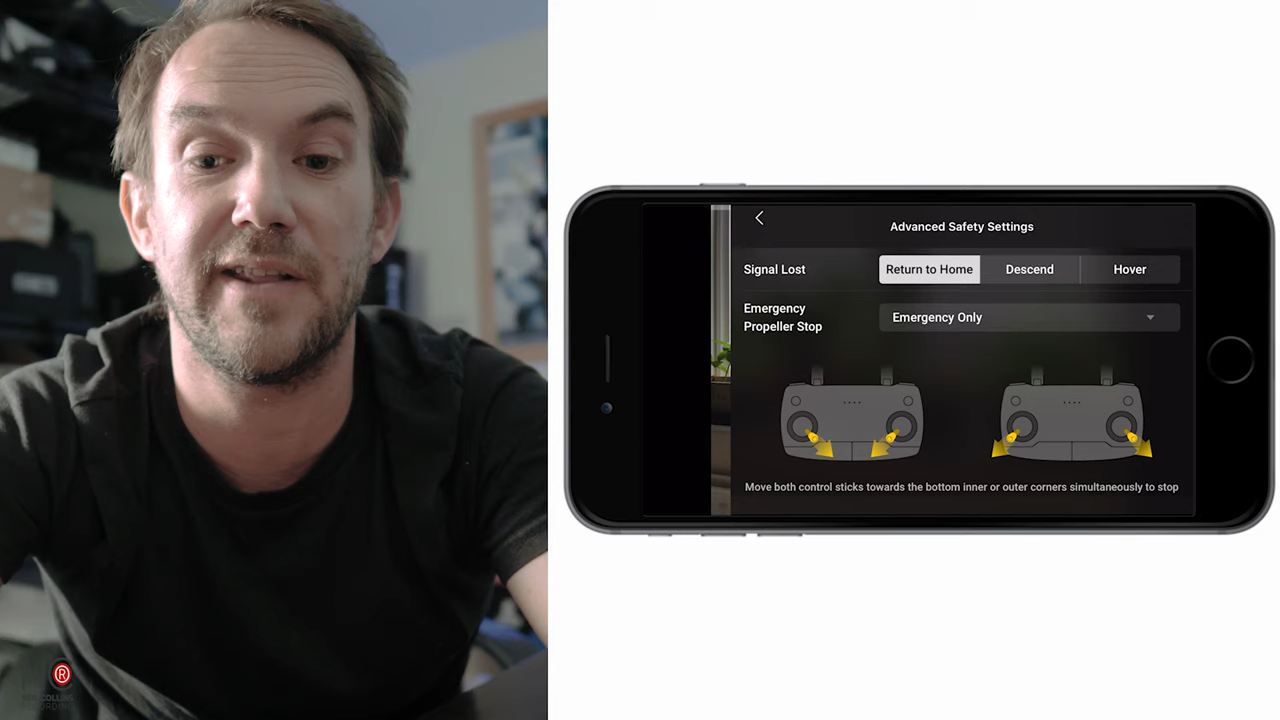 Advanced Safety Settings
Signal Lost
Return to Home
Descend
Hover
Emergency
Propeller Stop
Emergency Only
Move both control sticks towards the bottom inner or outer corners simultaneously to stop
®
COLLINS